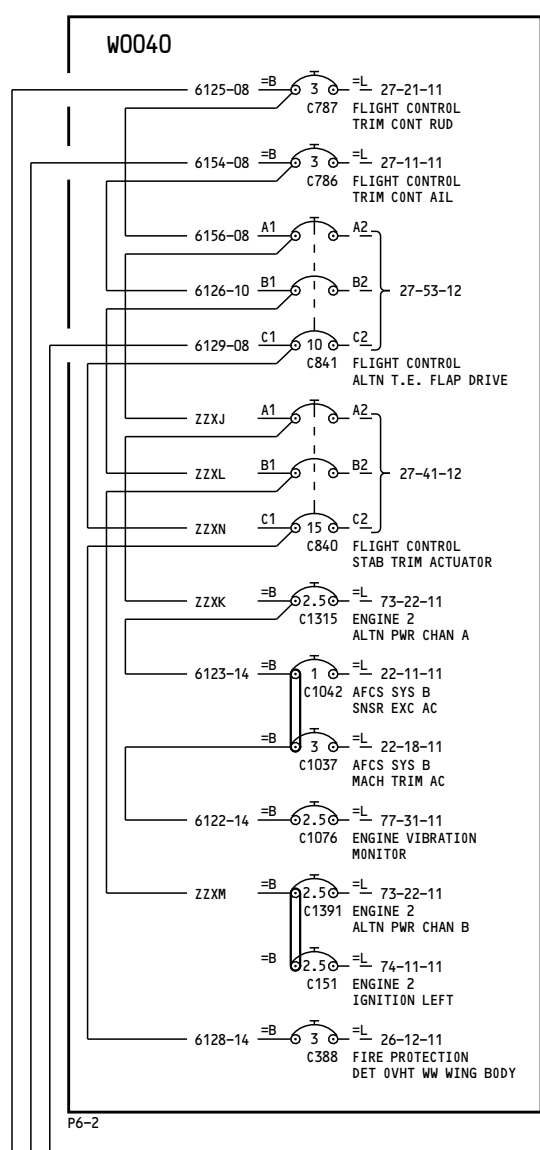 W0040
6125-08 =B 3 =L 27-21-11
C787 FLIGHT CONTROL
TRIM CONT RUD
6154-08 =B 3 =L 27-11-11
C786 FLIGHT CONTROL
TRIM CONT AIL
6156-08 A1 A2
6126-10 B1 B2 27-53-12
6129-08 C1 10 C2
C841 FLIGHT CONTROL
ALTN T.E. FLAP DRIVE
ZZXJ A1 A2
ZZXL B1 B2 27-41-12
ZZXN C1 15 C2
C840 FLIGHT CONTROL
STAB TRIM ACTUATOR
ZZXK =B 2.5 =L 73-22-11
C1315 ENGINE 2
ALTN PWR CHAN A
6123-14 =B 1 =L 22-11-11
C1042 AFCS SYS B
SNSR EXC AC
=B 3 =L 22-18-11
C1037 AFCS SYS B
MACH TRIM AC
6122-14 =B 2.5 =L 77-31-11
C1076 ENGINE VIBRATION
MONITOR
ZZXM =B 2.5 =L 73-22-11
C1391 ENGINE 2
ALTN PWR CHAN B
=B 2.5 =L 74-11-11
C151 ENGINE 2
IGNITION LEFT
6128-14 =B 3 =L 26-12-11
C388 FIRE PROTECTION
DET OVHT WW WING BODY
P6-2